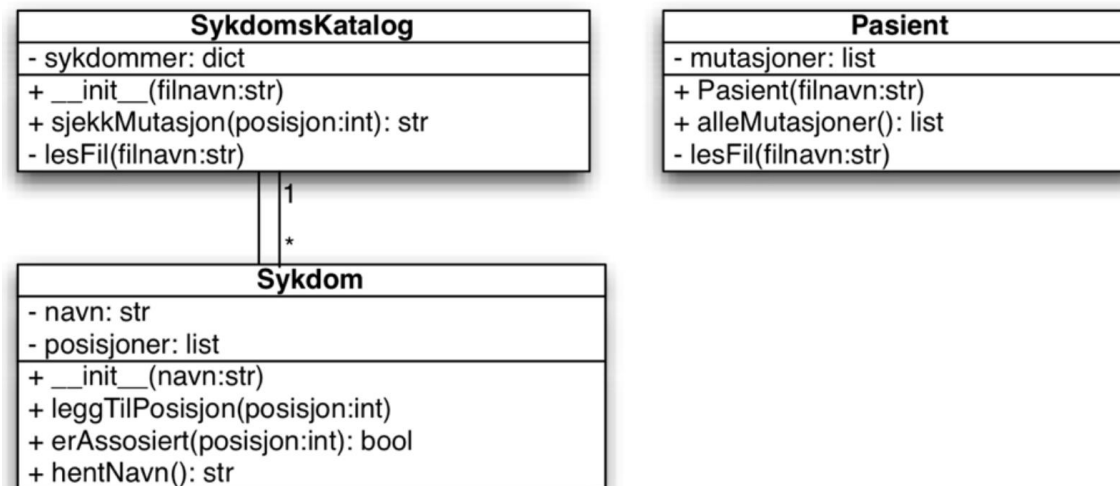 SykdomsKatalog
- sykdommer: dict
+ __init__(filnavn:str)
+ sjekkMutasjon(posisjon:int): str
- lesFil(filnavn:str)
Pasient
- mutasjoner: list
+ Pasient(filnavn:str)
+ alleMutasjoner(): list
- lesFil(filnavn:str)
1
*
Sykdom
- navn: str
- posisjoner: list
+ __init__(navn:str)
+ leggTilPosisjon(posisjon:int)
+ erAssosiert(posisjon:int): bool
+ hentNavn(): str